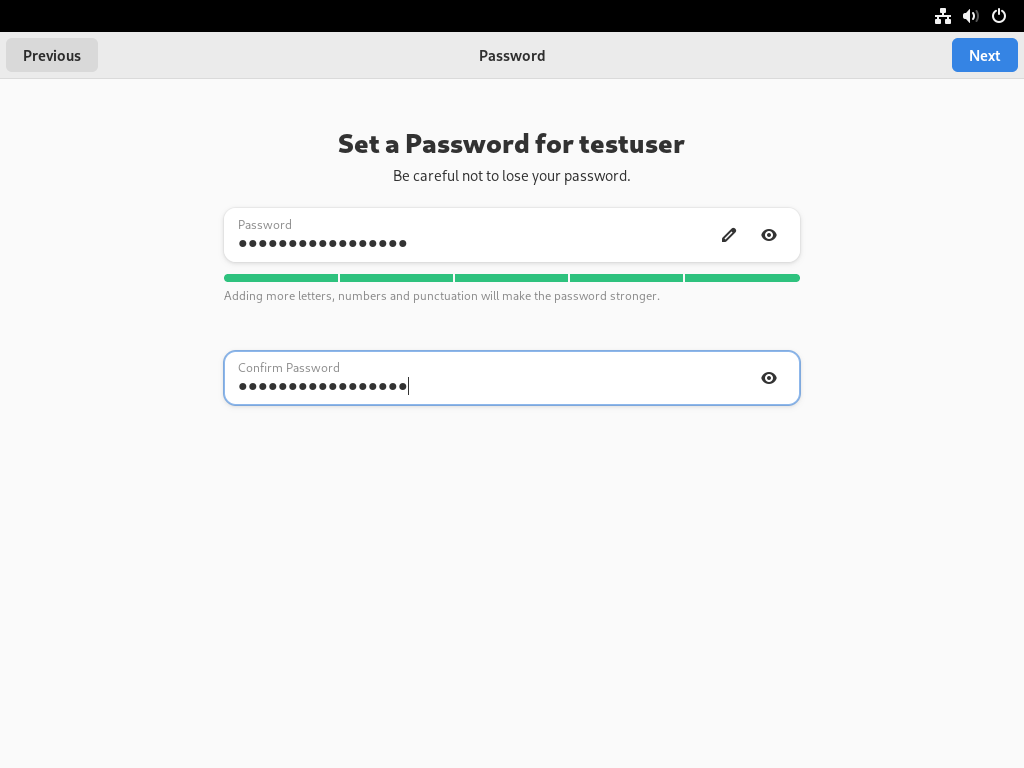 Previous
Password
Next
Set a Password for testuser
Be careful not to lose your password.
Password
●●●●●●●●●●●●●●●●●
Adding more letters, numbers and punctuation will make the password stronger.
Confirm Password
●●●●●●●●●●●●●●●●●